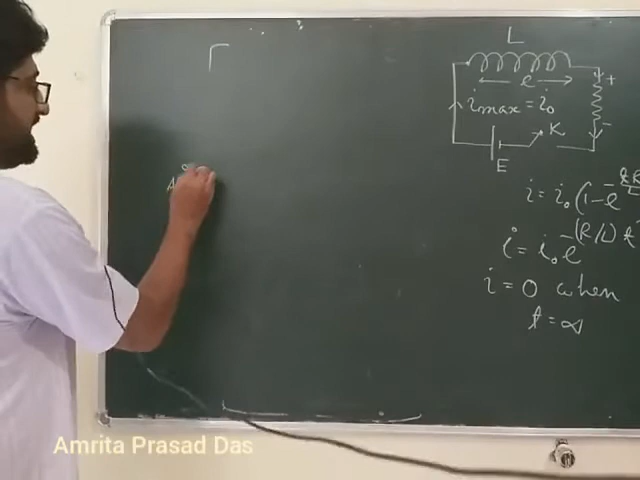 L
e
+
imax = i0
-
K
E
i = i0 (1 - e
i = i0 e -(R/L) t
i = 0 when
t = ∞
Amrita Prasad Das